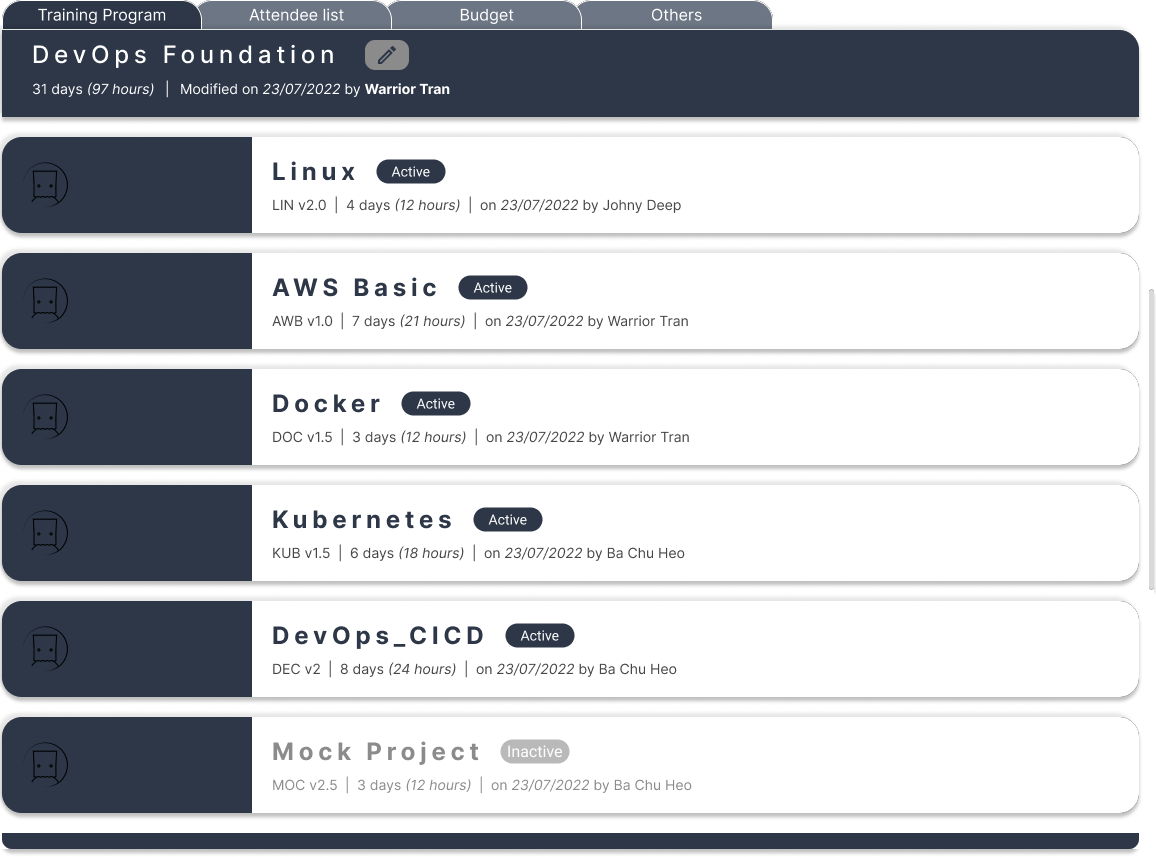 Training Program Attendee list Budget Others
DevOps Foundation
31 days (97 hours) | Modified on 23/07/2022 by Warrior Tran
Linux Active
LIN v2.0 | 4 days (12 hours) | on 23/07/2022 by Johny Deep
AWS Basic Active
AWB v1.0 | 7 days (21 hours) | on 23/07/2022 by Warrior Tran
Docker Active
DOC v1.5 | 3 days (12 hours) | on 23/07/2022 by Warrior Tran
Kubernetes Active
KUB v1.5 | 6 days (18 hours) | on 23/07/2022 by Ba Chu Heo
DevOps_CICD Active
DEC v2 | 8 days (24 hours) | on 23/07/2022 by Ba Chu Heo
Mock Project Inactive
MOC v2.5 | 3 days (12 hours) | on 23/07/2022 by Ba Chu Heo